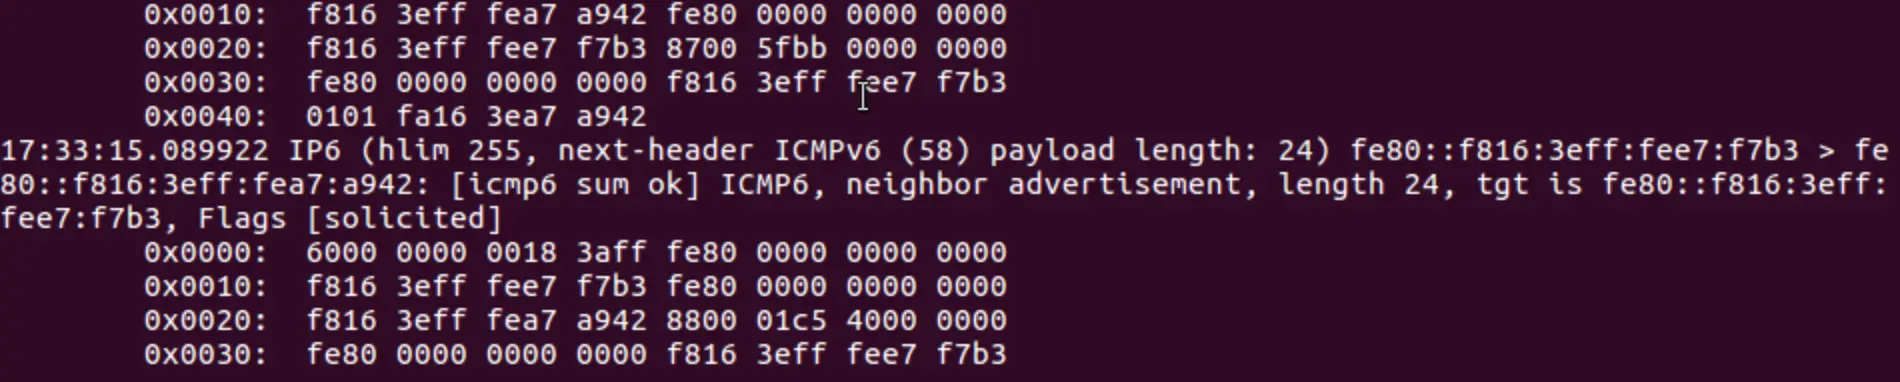 0x0010: f816 3eff fea7 a942 fe80 0000 0000 0000
0x0020: f816 3eff fee7 f7b3 8700 5fbb 0000 0000
0x0030: fe80 0000 0000 0000 f816 3eff fee7 f7b3
0x0040: 0101 fa16 3ea7 a942
17:33:15.089922 IP6 (hlim 255, next-header ICMPv6 (58) payload length: 24) fe80::f816:3eff:fee7:f7b3 > fe
80::f816:3eff:fea7:a942: [icmp6 sum ok] ICMP6, neighbor advertisement, length 24, tgt is fe80::f816:3eff:
fee7:f7b3, Flags [solicited]
0x0000: 6000 0000 0018 3aff fe80 0000 0000 0000
0x0010: f816 3eff fee7 f7b3 fe80 0000 0000 0000
0x0020: f816 3eff fea7 a942 8800 01c5 4000 0000
0x0030: fe80 0000 0000 0000 f816 3eff fee7 f7b3